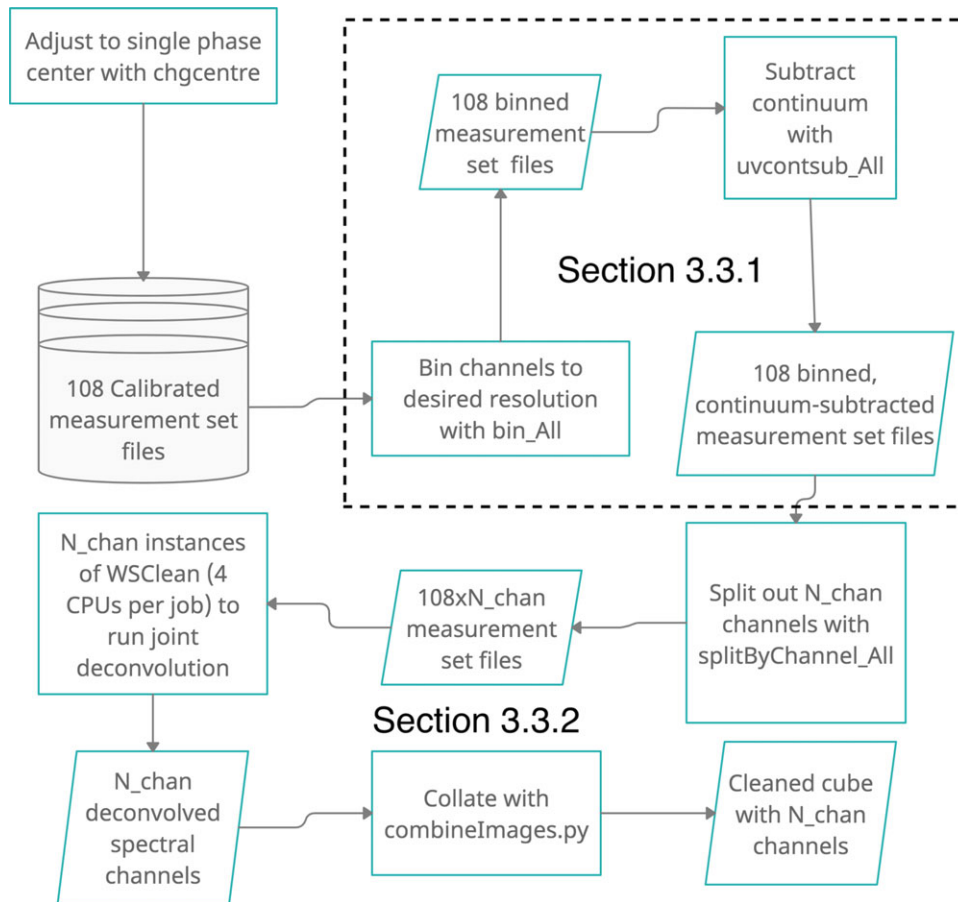 Adjust to single phase
center with chgcentre
108 Calibrated
measurement set
files
Bin channels to
desired resolution
with bin_All
108 binned
measurement
set files
Subtract
continuum
with
uvcontsub_All
Section 3.3.1
108 binned,
continuum-subtracted
measurement set files
Split out N_chan
channels with
splitByChannel_All
108xN_chan
measurement
set files
N_chan instances
of WSClean (4
CPUs per job) to
run joint
deconvolution
Section 3.3.2
N_chan
deconvolved
spectral
channels
Collate with
combineImages.py
Cleaned cube
with N_chan
channels